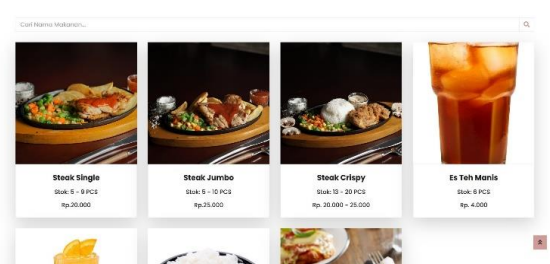 Cari Nama Makanan...
Steak Single
Stok: 5 - 9 PCS
Rp.20.000
Steak Jumbo
Stok: 5 - 10 PCS
Rp.25.000
Steak Crispy
Stok: 13 - 20 PCS
Rp. 20.000 - 25.000
Es Teh Manis
Stok: 6 PCS
Rp. 4.000